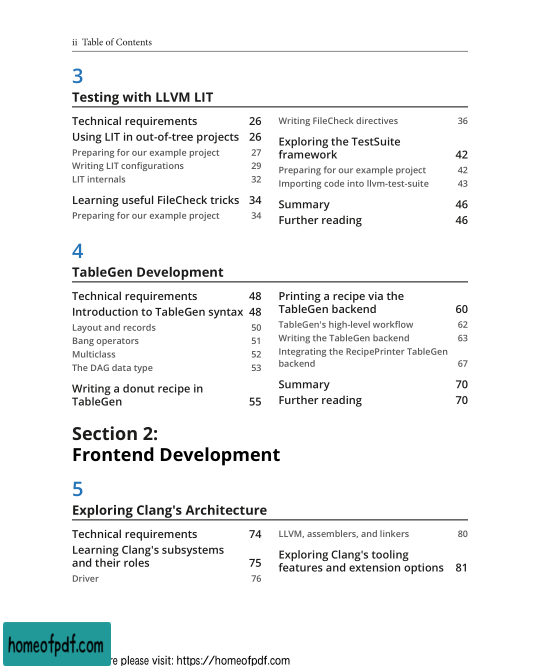 ii Table of Contents
3
Testing with LLVM LIT
Technical requirements 26
Using LIT in out-of-tree projects 26
Preparing for our example project 27
Writing LIT configurations 29
LIT internals 32
Learning useful FileCheck tricks 34
Preparing for our example project 34
Writing FileCheck directives 36
Exploring the TestSuite
framework 42
Preparing for our example project 42
Importing code into llvm-test-suite 43
Summary 46
Further reading 46
4
TableGen Development
Technical requirements 48
Introduction to TableGen syntax 48
Layout and records 50
Bang operators 51
Multiclass 52
The DAG data type 53
Writing a donut recipe in
TableGen 55
Printing a recipe via the
TableGen backend 60
TableGen's high-level workflow 62
Writing the TableGen backend 63
Integrating the RecipePrinter TableGen
backend 67
Summary 70
Further reading 70
Section 2:
Frontend Development
5
Exploring Clang's Architecture
Technical requirements 74
Learning Clang's subsystems
and their roles 75
Driver 76
LLVM, assemblers, and linkers 80
Exploring Clang's tooling
features and extension options 81
homeofpdf.com
please visit: https://homeofpdf.com